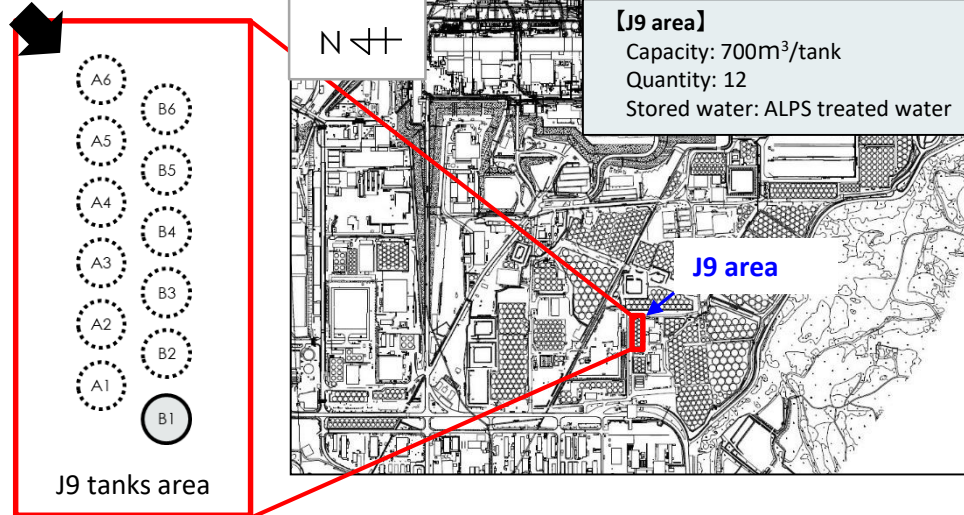 N
【J9 area】
Capacity: 700m³/tank
Quantity: 12
Stored water: ALPS treated water
A6
B6
A5
B5
A4
B4
A3
B3
A2
B2
A1
B1
J9 tanks area
J9 area